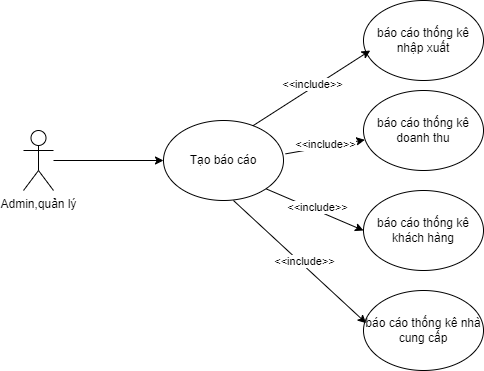 báo cáo thống kê
nhập xuất
<<include>>
báo cáo thống kê
doanh thu
<<include>>
Tạo báo cáo
Admin,quản lý
<<include>>
báo cáo thống kê
khách hàng
<<include>>
báo cáo thống kê nhà
cung cấp